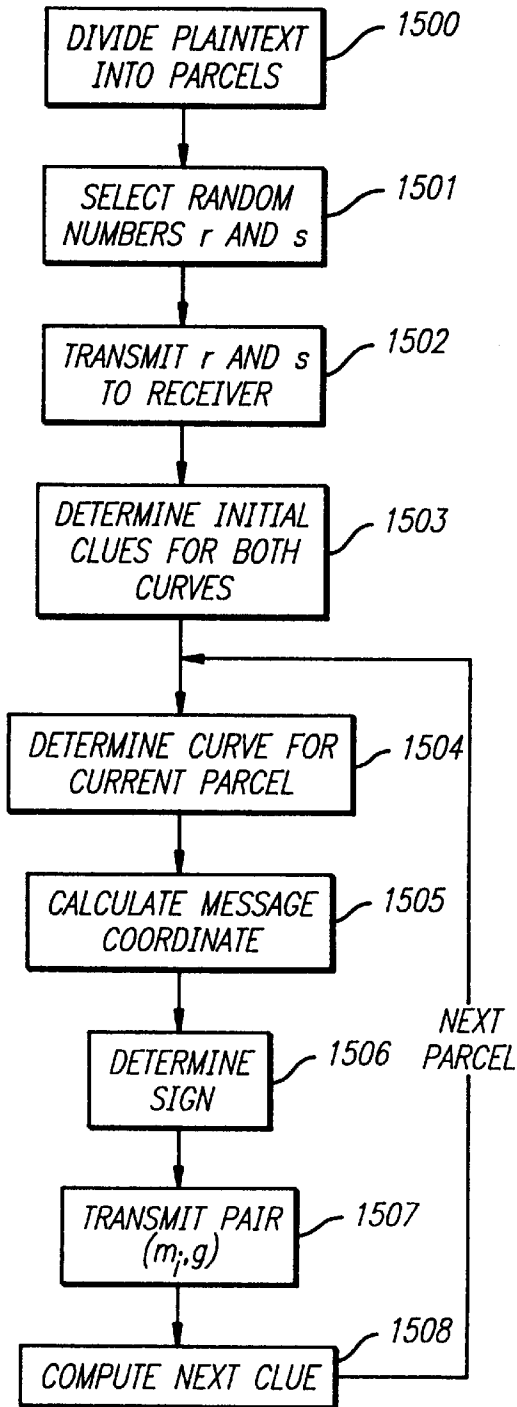 DIVIDE PLAINTEXT
INTO PARCELS
1500
SELECT RANDOM
NUMBERS r AND s
1501
TRANSMIT r AND s
TO RECEIVER
1502
DETERMINE INITIAL
CLUES FOR BOTH
CURVES
1503
DETERMINE CURVE FOR
CURRENT PARCEL
1504
CALCULATE MESSAGE
COORDINATE
1505
DETERMINE
SIGN
1506
NEXT
PARCEL
TRANSMIT PAIR
(mi,g)
1507
COMPUTE NEXT CLUE
1508